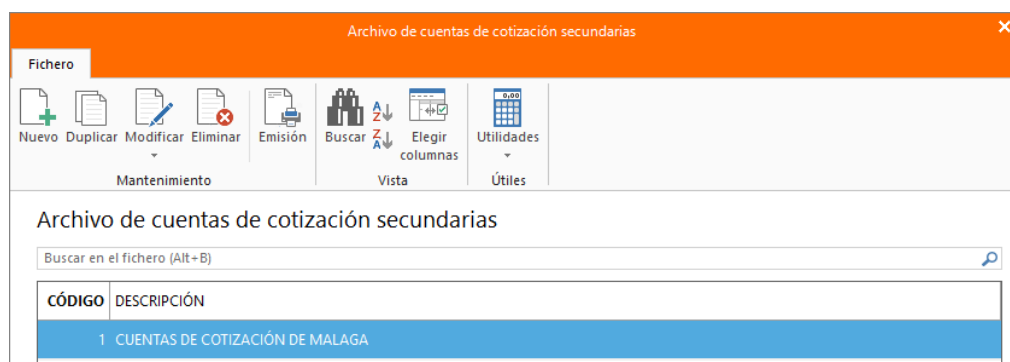 Archivo de cuentas de cotización secundarias
Fichero
Nuevo Duplicar Modificar Eliminar Emisión Buscar Elegir columnas Utilidades
Mantenimiento Vista Útiles
Archivo de cuentas de cotización secundarias
Buscar en el fichero (Alt+B)
CÓDIGO DESCRIPCIÓN
1 CUENTAS DE COTIZACIÓN DE MALAGA